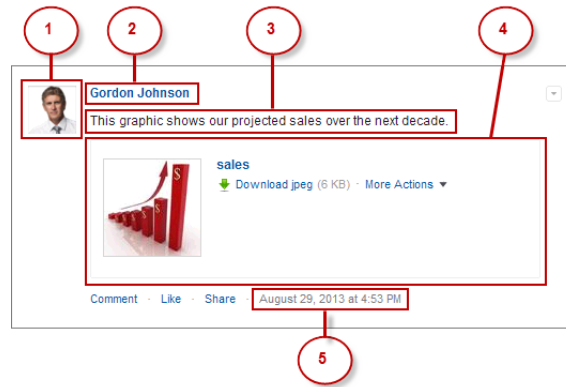 1 2 3 4
Gordon Johnson
This graphic shows our projected sales over the next decade.
sales
Download jpeg (6 KB) · More Actions
$ $
Comment · Like · Share · August 29, 2013 at 4:53 PM
5